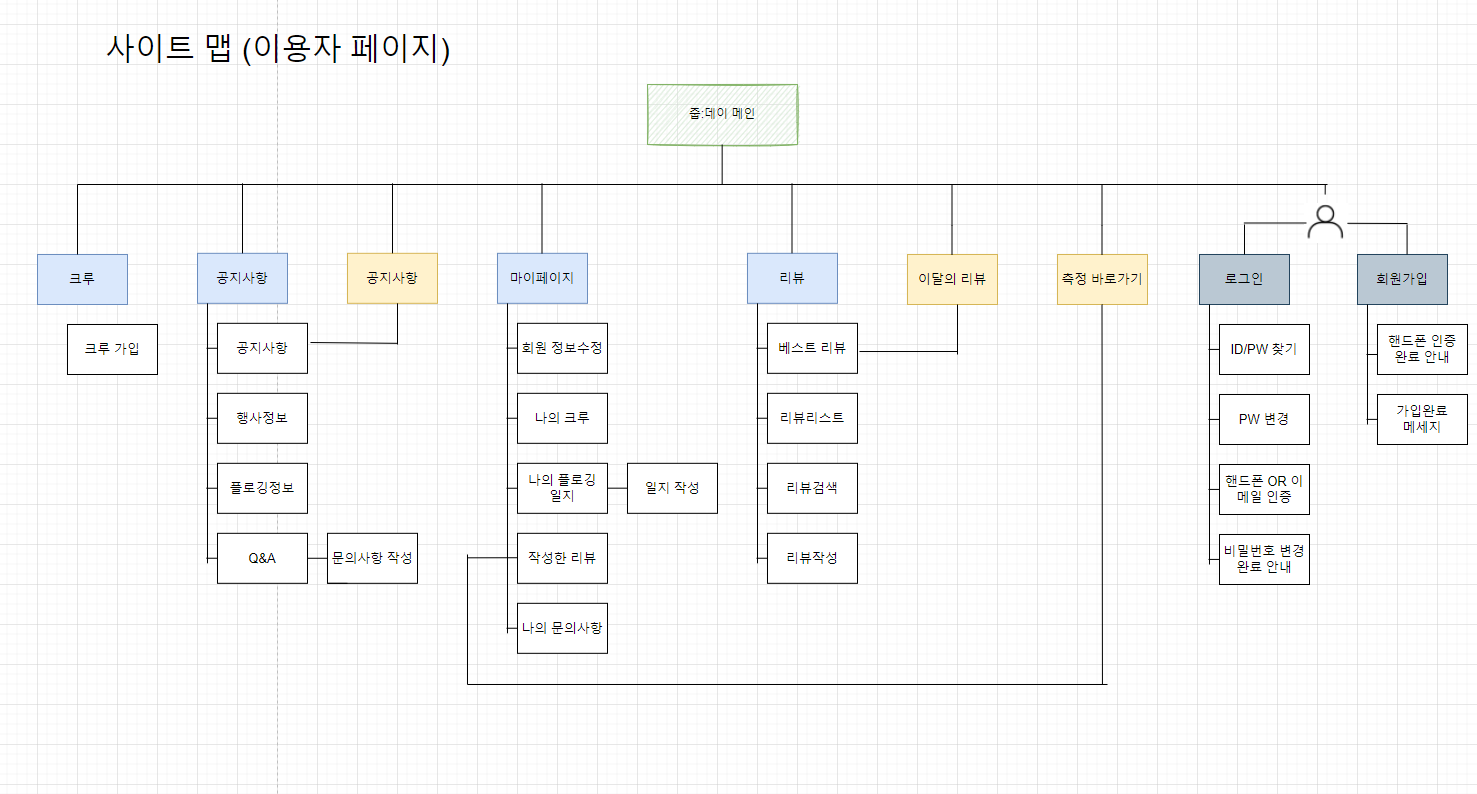 사이트 맵 (이용자 페이지)
줍:데이 메인
크루
공지사항
공지사항
마이페이지
리뷰
이달의 리뷰
측정 바로가기
로그인
회원가입
크루 가입
공지사항
회원 정보수정
베스트 리뷰
ID/PW 찾기
핸드폰 인증
완료 안내
행사정보
나의 크루
리뷰리스트
PW 변경
가입완료
메세지
플로깅정보
나의 플로깅
일지
일지 작성
리뷰검색
핸드폰 OR 이
메일 인증
Q&A
문의사항 작성
작성한 리뷰
리뷰작성
비밀번호 변경
완료 안내
나의 문의사항